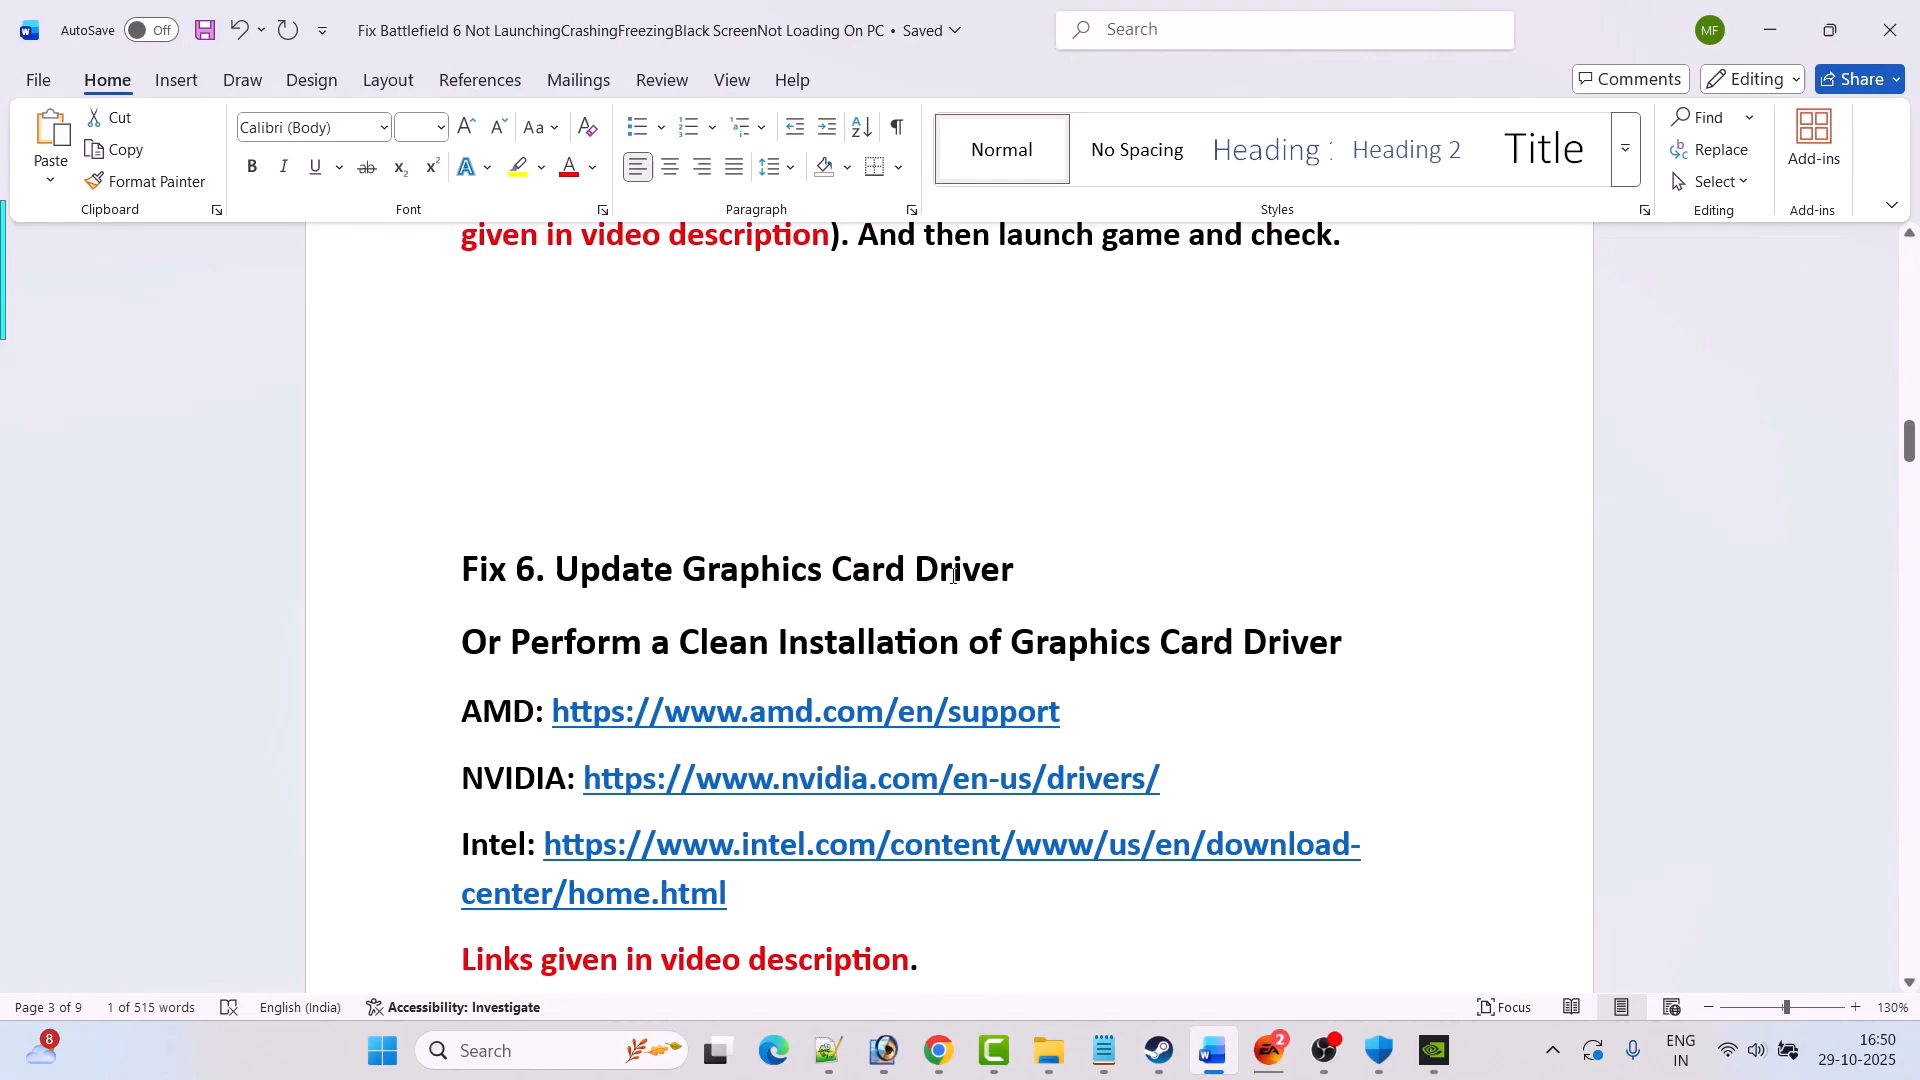 AutoSave Off Fix Battlefield 6 Not LaunchingCrashingFreezingBlack ScreenNot Loading On PC • Saved Search MF
File Home Insert Draw Design Layout References Mailings Review View Help Comments Editing Share
Paste Cut Copy Format Painter
Calibri (Body)
Normal No Spacing Heading 1 Heading 2 Title
Find Replace Select
Add-ins
Clipboard Font Paragraph Styles Editing Add-ins
given in video description). And then launch game and check.
Fix 6. Update Graphics Card Driver
Or Perform a Clean Installation of Graphics Card Driver
AMD: https://www.amd.com/en/support
NVIDIA: https://www.nvidia.com/en-us/drivers/
Intel: https://www.intel.com/content/www/us/en/download-
center/home.html
Links given in video description.
Page 3 of 9 1 of 515 words English (India) Accessibility: Investigate Focus 130%
8 Search 2 ENG IN 16:50 29-10-2025